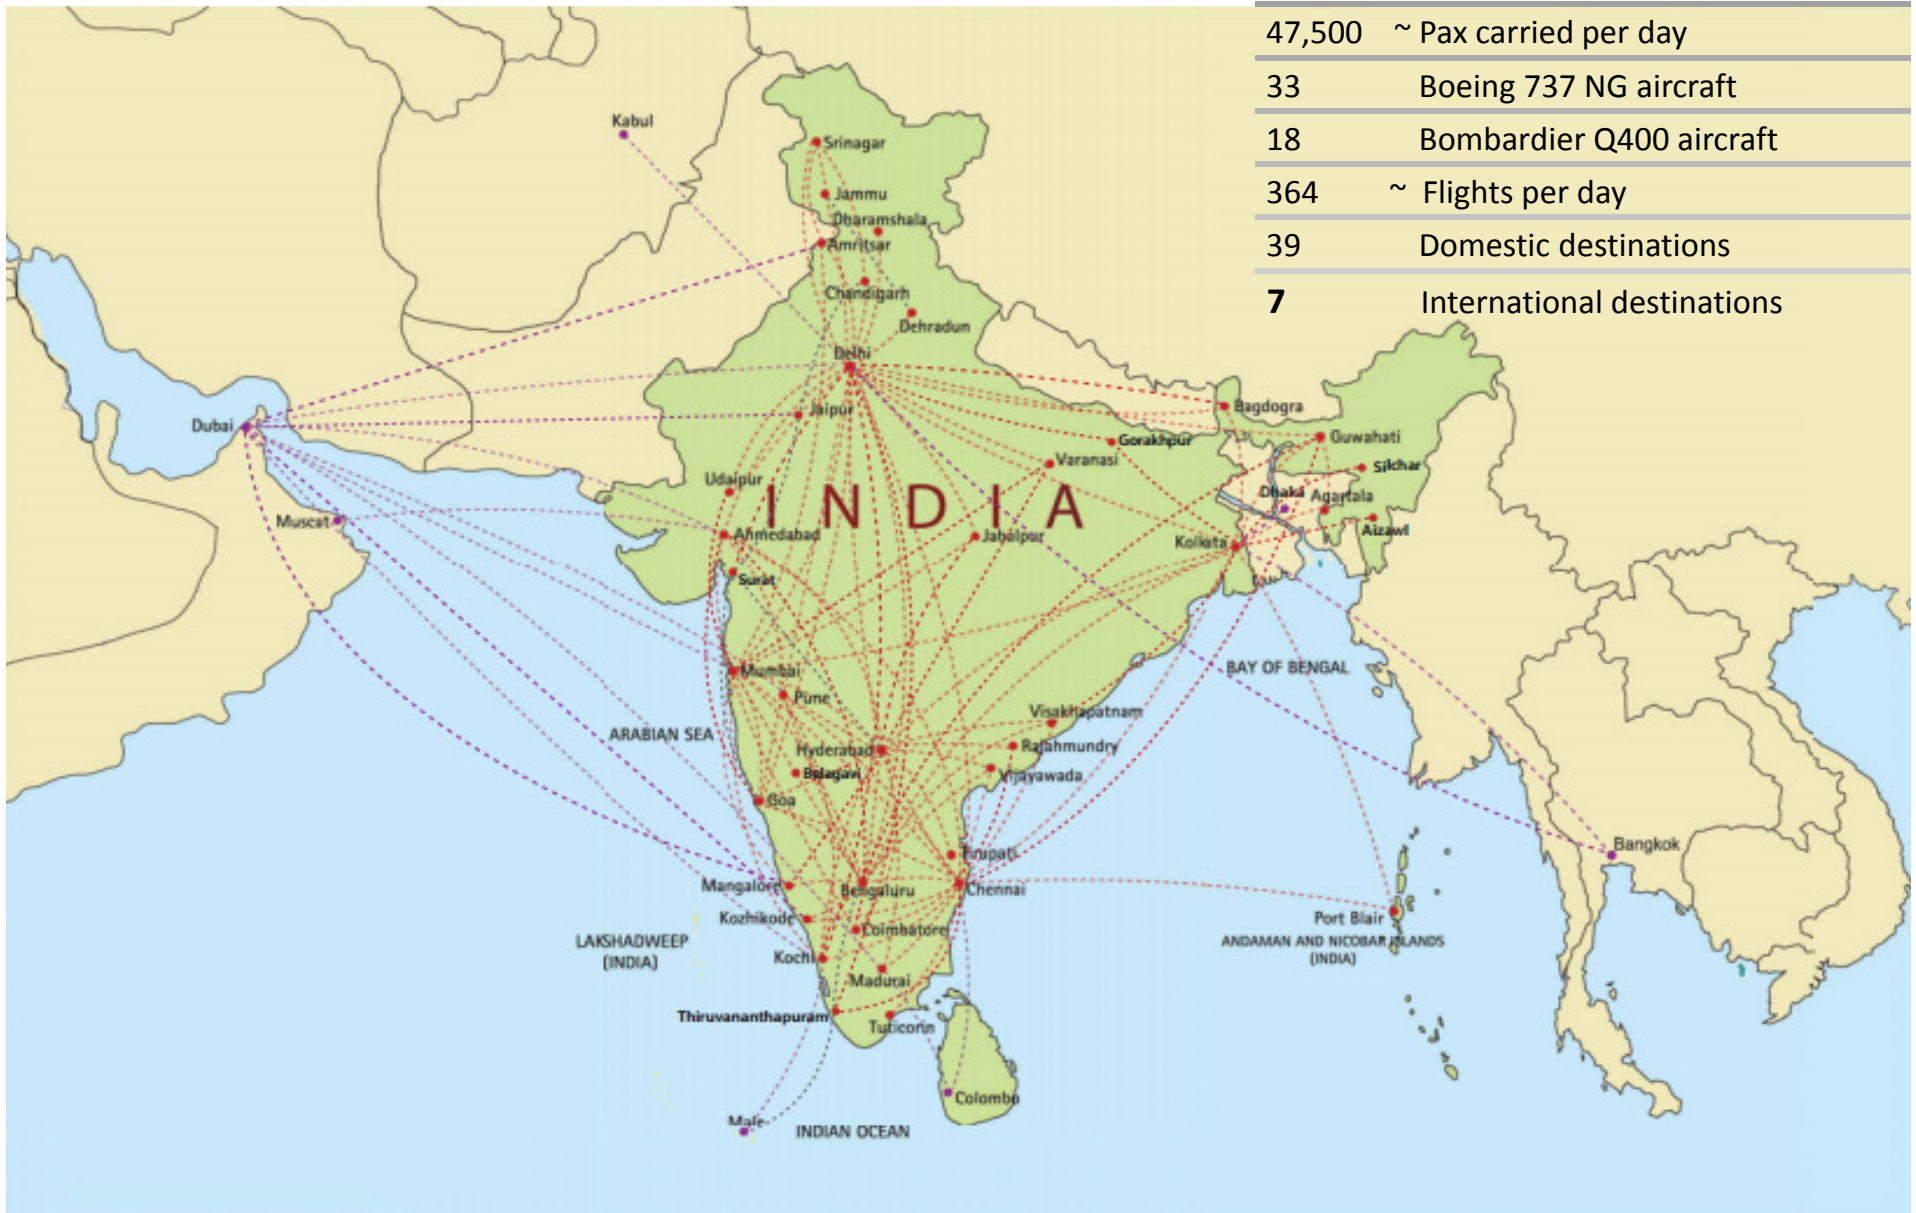 47,500 ~ Pax carried per day
33 Boeing 737 NG aircraft
18 Bombardier Q400 aircraft
364 ~ Flights per day
39 Domestic destinations
7 International destinations
Kabul
Srinagar
Jammu
Dharamshala
Amritsar
Chandigarh
Dehradun
Delhi
Jaipur
Bagdogra
Dubai
Guwahati
Gorakhpur
Varanasi
Silchar
Udaipur
INDIA
Dhaka
Agartala
Muscat
Ahmedabad
Jabalpur
Kolkata
Aizawl
Surat
Mumbai
BAY OF BENGAL
Pune
Visakhapatnam
ARABIAN SEA
Hyderabad
Rajahmundry
Belagavi
Vijayawada
Goa
Tirupati
Bangkok
Mangalore
Bengaluru
Chennai
Kozhikode
Coimbatore
Port Blair
LAKSHADWEEP
(INDIA)
ANDAMAN AND NICOBAR ISLANDS
(INDIA)
Kochi
Madurai
Thiruvananthapuram
Tuticorin
Colombo
Male
INDIAN OCEAN